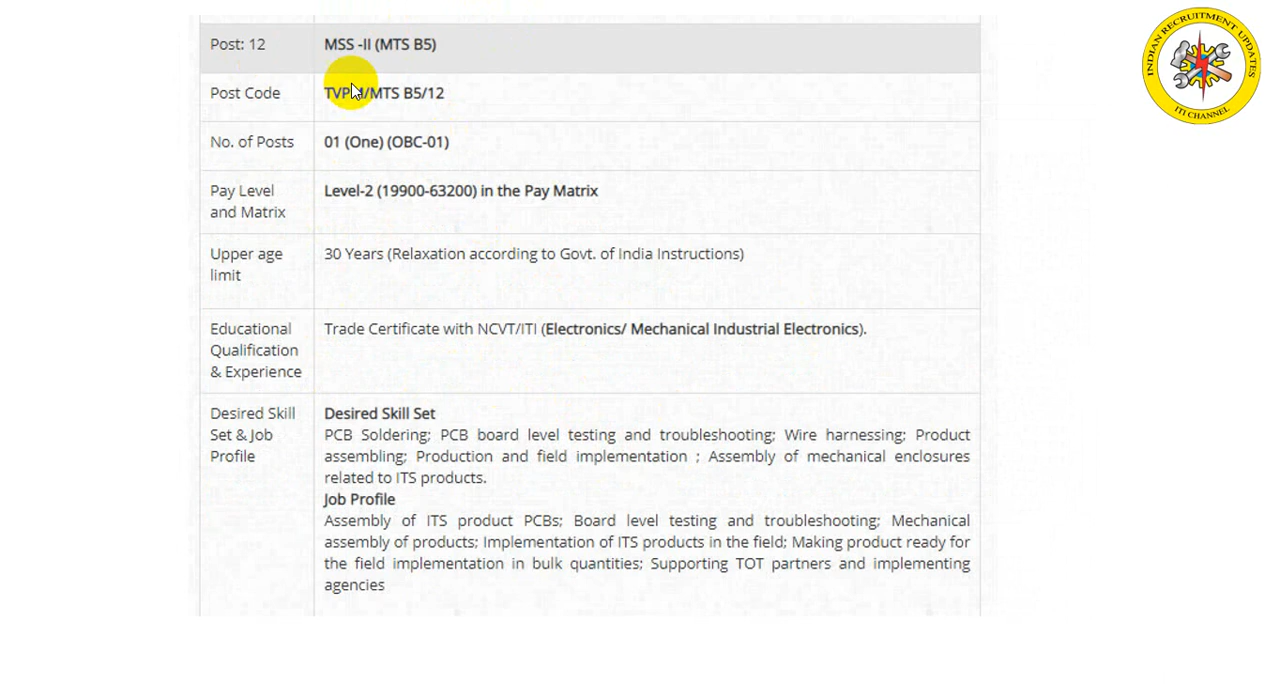 Post: 12
MSS -II (MTS B5)
Post Code
TVPM/MTS B5/12
No. of Posts
01 (One) (OBC-01)
Pay Level
and Matrix
Level-2 (19900-63200) in the Pay Matrix
Upper age
limit
30 Years (Relaxation according to Govt. of India Instructions)
Educational
Qualification
& Experience
Trade Certificate with NCVT/ITI (Electronics/ Mechanical Industrial Electronics).
Desired Skill
Set & Job
Profile
Desired Skill Set
PCB Soldering; PCB board level testing and troubleshooting; Wire harnessing; Product
assembling; Production and field implementation ; Assembly of mechanical enclosures
related to ITS products.
Job Profile
Assembly of ITS product PCBs; Board level testing and troubleshooting; Mechanical
assembly of products; Implementation of ITS products in the field; Making product ready for
the field implementation in bulk quantities; Supporting TOT partners and implementing
agencies
INDIAN RECRUITMENT UPDATES
ITI CHANNEL